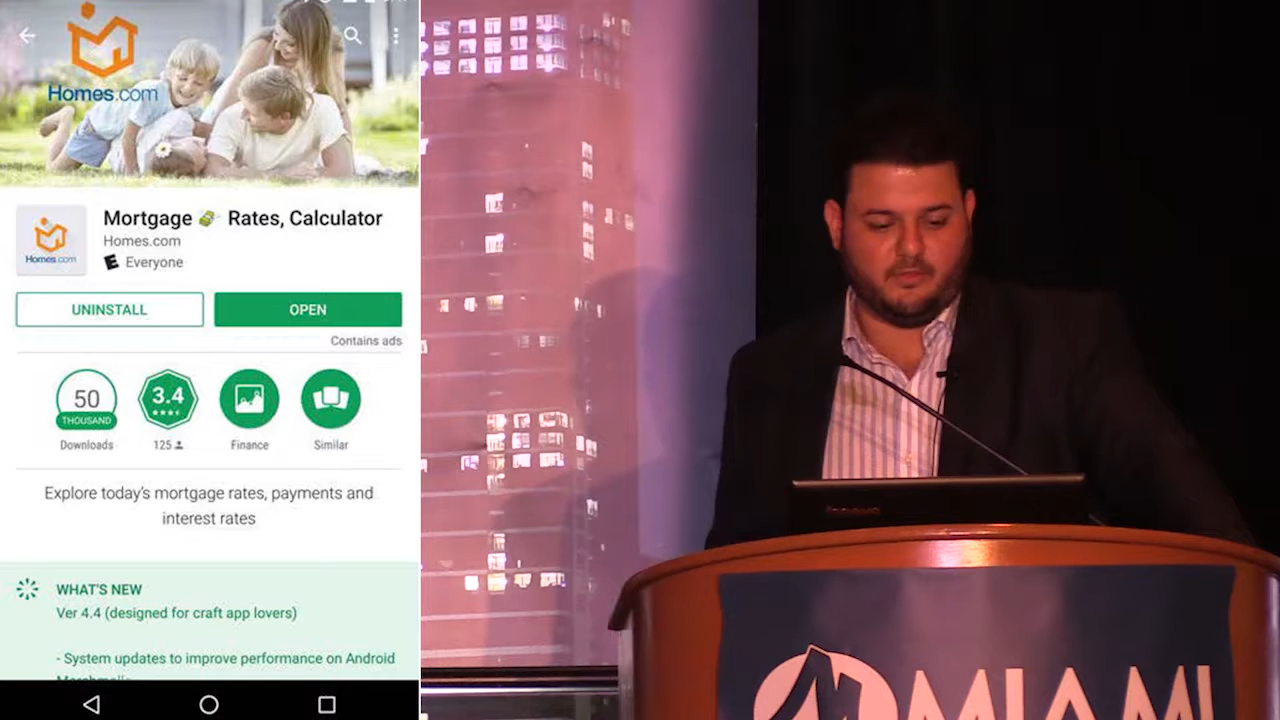 Homes.com
Mortgage Rates, Calculator
Homes.com
Homes.com
E Everyone
UNINSTALL
OPEN
Contains ads
50
THOUSAND
3.4
Downloads
125
Finance
Similar
Explore today's mortgage rates, payments and
interest rates
WHAT'S NEW
Ver 4.4 (designed for craft app lovers)
- System updates to improve performance on Android
Marshmallo
MIAMI